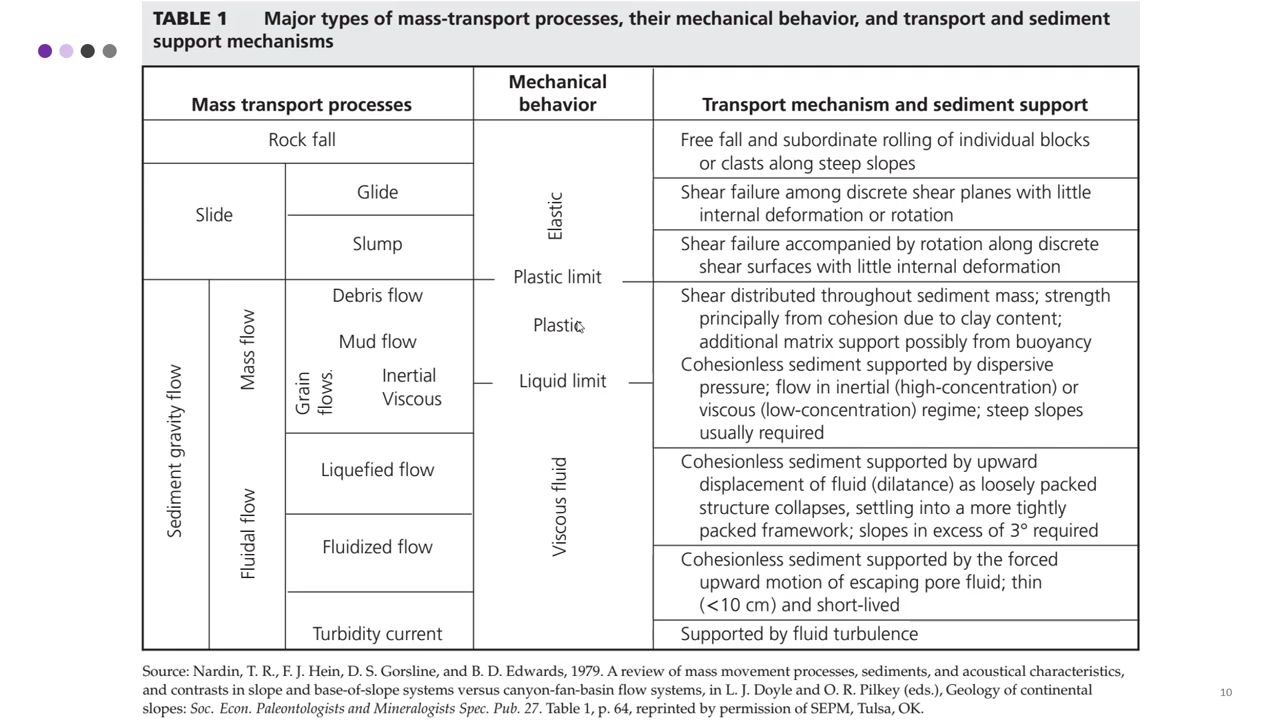 TABLE 1 Major types of mass-transport processes, their mechanical behavior, and transport and sediment
support mechanisms
Mass transport processes
Mechanical
behavior
Transport mechanism and sediment support
Rock fall
Free fall and subordinate rolling of individual blocks
or clasts along steep slopes
Slide
Glide
Elastic
Shear failure among discrete shear planes with little
internal deformation or rotation
Slump
Shear failure accompanied by rotation along discrete
shear surfaces with little internal deformation
Plastic limit
Sediment gravity flow
Mass flow
Debris flow
Mud flow
Plastic
Shear distributed throughout sediment mass; strength
principally from cohesion due to clay content;
additional matrix support possibly from buoyancy
Grain
flows.
Inertial
Viscous
Liquid limit
Cohesionless sediment supported by dispersive
pressure; flow in inertial (high-concentration) or
viscous (low-concentration) regime; steep slopes
usually required
Fluidal flow
Liquefied flow
Viscous fluid
Cohesionless sediment supported by upward
displacement of fluid (dilatance) as loosely packed
structure collapses, settling into a more tightly
packed framework; slopes in excess of 3° required
Fluidized flow
Cohesionless sediment supported by the forced
upward motion of escaping pore fluid; thin
(<10 cm) and short-lived
Turbidity current
Supported by fluid turbulence
Source: Nardin, T. R., F. J. Hein, D. S. Gorsline, and B. D. Edwards, 1979. A review of mass movement processes, sediments, and acoustical characteristics,
and contrasts in slope and base-of-slope systems versus canyon-fan-basin flow systems, in L. J. Doyle and O. R. Pilkey (eds.), Geology of continental
slopes: Soc. Econ. Paleontologists and Mineralogists Spec. Pub. 27. Table 1, p. 64, reprinted by permission of SEPM, Tulsa, OK.
10